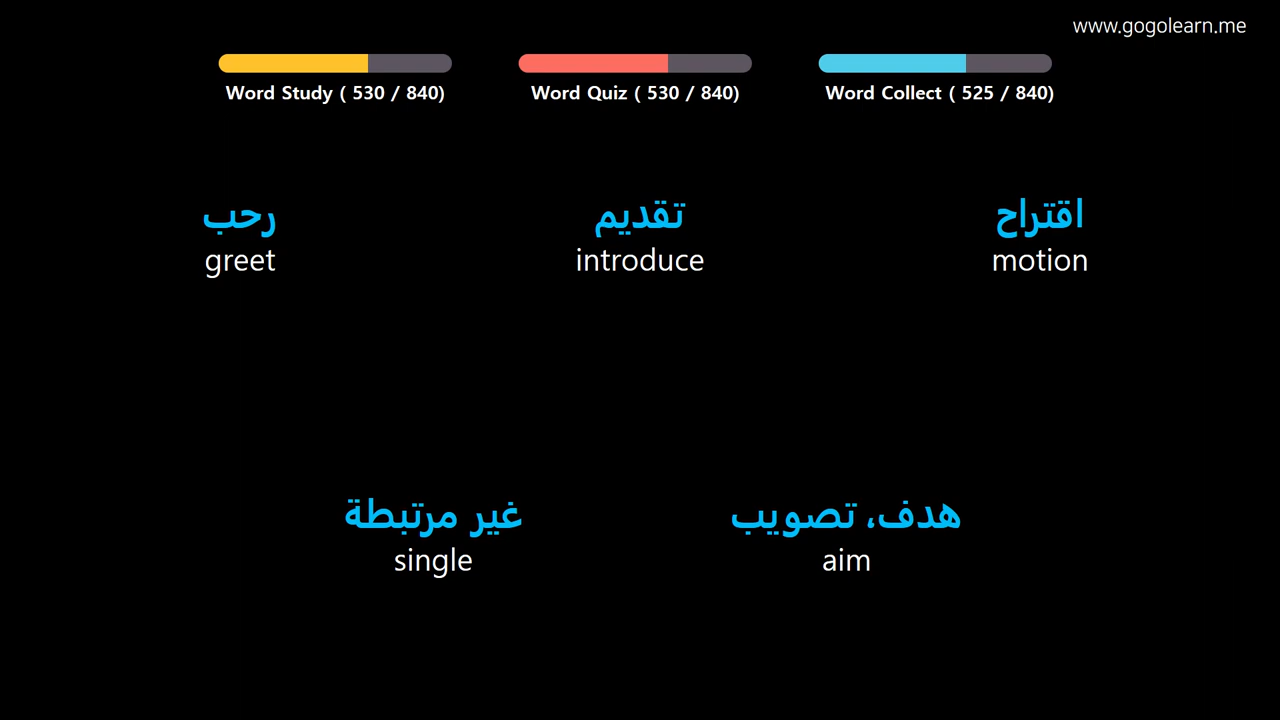 www.gogolearn.me
Word Study ( 530 / 840)
Word Quiz ( 530 / 840)
Word Collect ( 525 / 840)
رحب
greet
تقديم
introduce
اقتراح
motion
غير مرتبطة
single
هدف، تصويب
aim